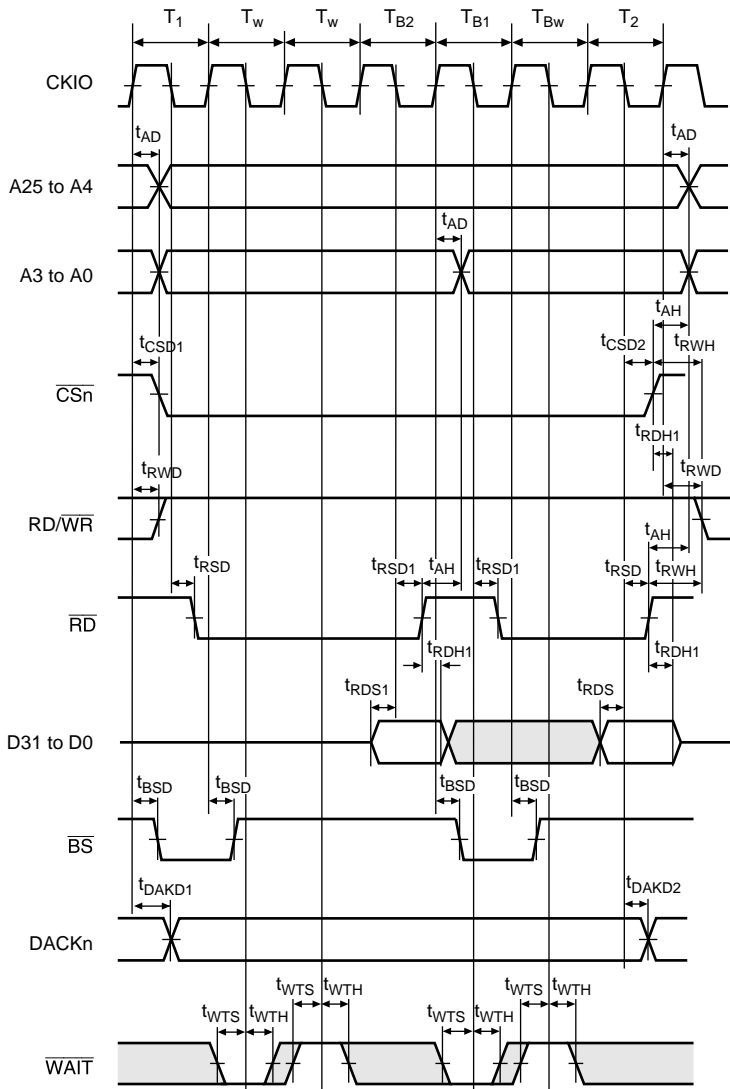 T1 Tw Tw TB2 TB1 TBw T2
CKIO
tAD tAD
A25 to A4
tAD
A3 to A0
tAH
tCSD1 tCSD2 tRWH
CSn
tRDH1
tRWD tRWD
RD/WR
tAH
tRSD tRSD1 tAH tRSD1 tRSD tRWH
RD
tRDH1 tRDH1
tRDS1 tRDS
D31 to D0
tBSD tBSD tBSD tBSD
BS
tDAKD1 tDAKD2
DACKn
tWTS tWTH tWTS tWTH
tWTS tWTH tWTS tWTH
WAIT